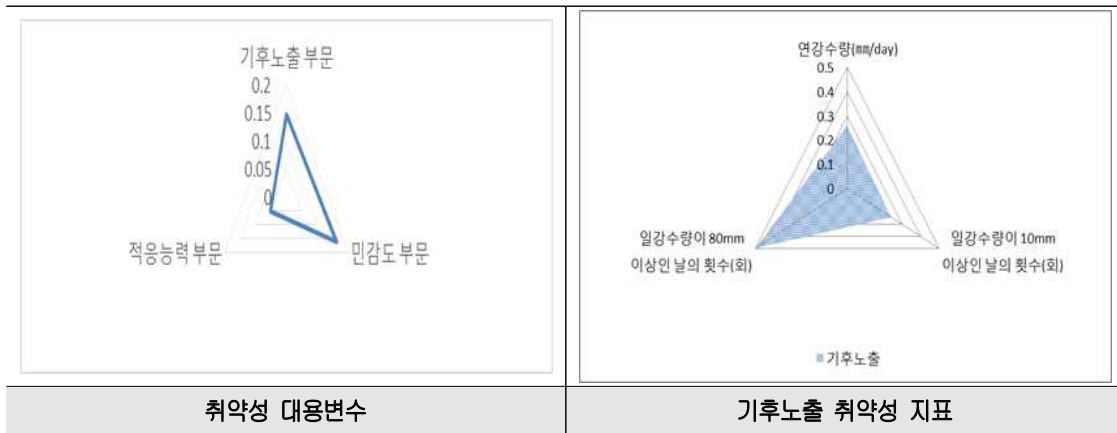 기후노출 부문
0.2
0.15
0.1
0.05
0
적응능력 부문
민감도 부문
연강수량(㎜/day)
0.5
0.4
0.3
0.2
0.1
0
일강수량이 80mm
이상인 날의 횟수(회)
일강수량이 10mm
이상인 날의 횟수(회)
기후노출
취약성 대용변수
기후노출 취약성 지표